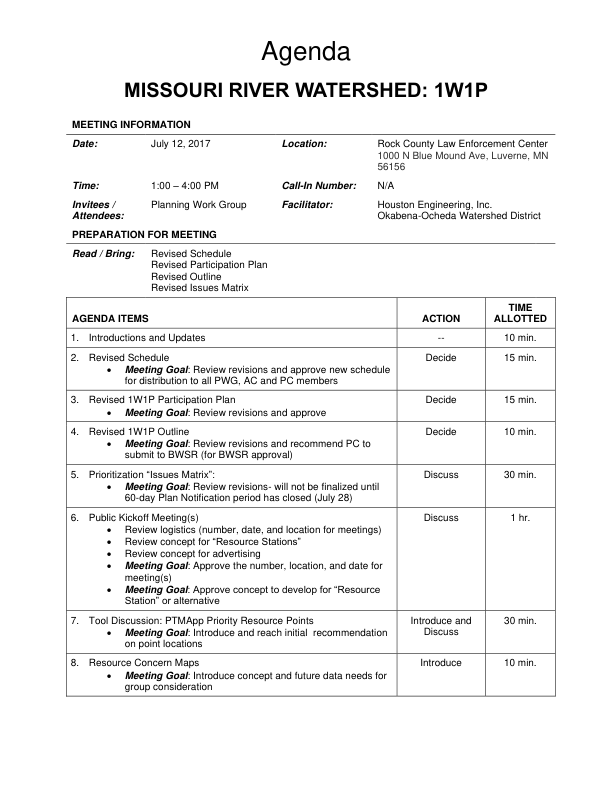 Agenda
MISSOURI RIVER WATERSHED: 1W1P
MEETING INFORMATION
Date: July 12, 2017 Location: Rock County Law Enforcement Center
1000 N Blue Mound Ave, Luverne, MN
56156
Time: 1:00 – 4:00 PM Call-In Number: N/A
Invitees / Planning Work Group Facilitator: Houston Engineering, Inc.
Attendees: Okabena-Ocheda Watershed District
PREPARATION FOR MEETING
Read / Bring: Revised Schedule
Revised Participation Plan
Revised Outline
Revised Issues Matrix
AGENDA ITEMS ACTION TIME
ALLOTTED
1. Introductions and Updates -- 10 min.
2. Revised Schedule Decide 15 min.
• Meeting Goal: Review revisions and approve new schedule
for distribution to all PWG, AC and PC members
3. Revised 1W1P Participation Plan Decide 15 min.
• Meeting Goal: Review revisions and approve
4. Revised 1W1P Outline Decide 10 min.
• Meeting Goal: Review revisions and recommend PC to
submit to BWSR (for BWSR approval)
5. Prioritization “Issues Matrix”: Discuss 30 min.
• Meeting Goal: Review revisions- will not be finalized until
60-day Plan Notification period has closed (July 28)
6. Public Kickoff Meeting(s) Discuss 1 hr.
• Review logistics (number, date, and location for meetings)
• Review concept for “Resource Stations”
• Review concept for advertising
• Meeting Goal: Approve the number, location, and date for
meeting(s)
• Meeting Goal: Approve concept to develop for “Resource
Station” or alternative
7. Tool Discussion: PTMApp Priority Resource Points Introduce and 30 min.
• Meeting Goal: Introduce and reach initial recommendation Discuss
on point locations
8. Resource Concern Maps Introduce 10 min.
• Meeting Goal: Introduce concept and future data needs for
group consideration